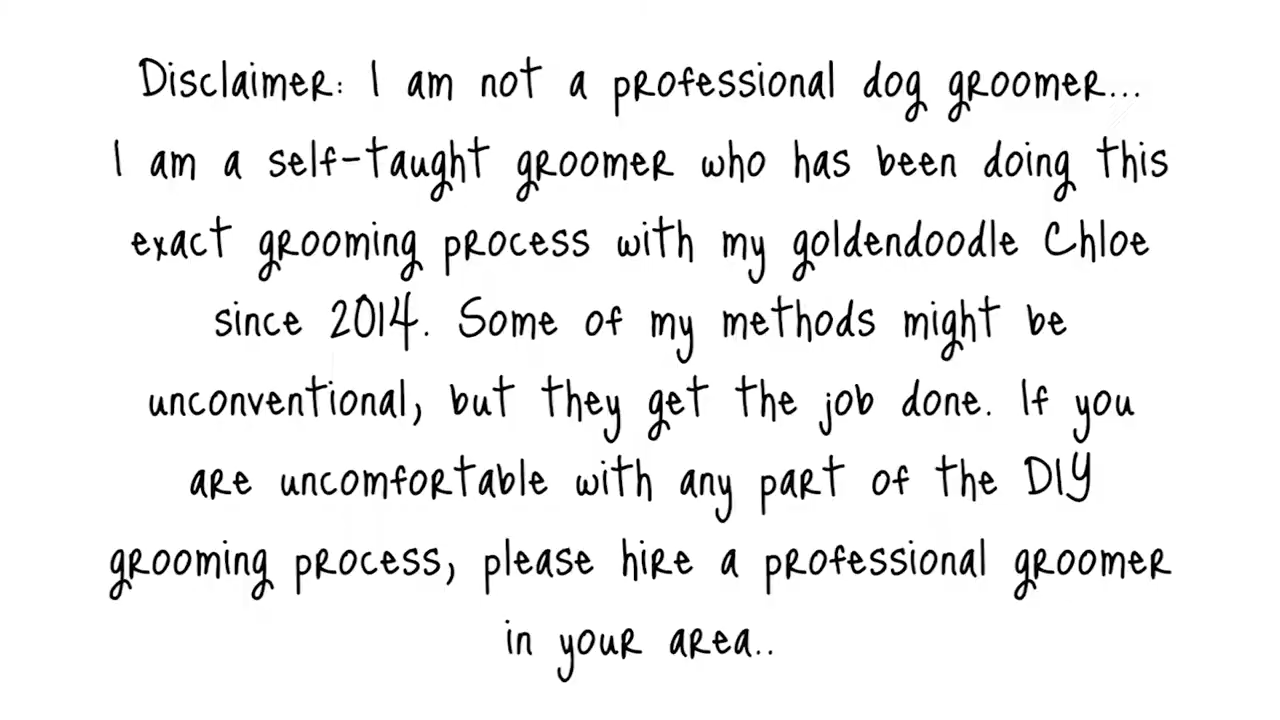 Disclaimer: I am not a professional dog groomer...
I am a self-taught groomer who has been doing this
exact grooming process with my goldendoodle Chloe
since 2014. Some of my methods might be
unconventional, but they get the job done. If you
are uncomfortable with any part of the DIY
grooming process, please hire a professional groomer
in your area..